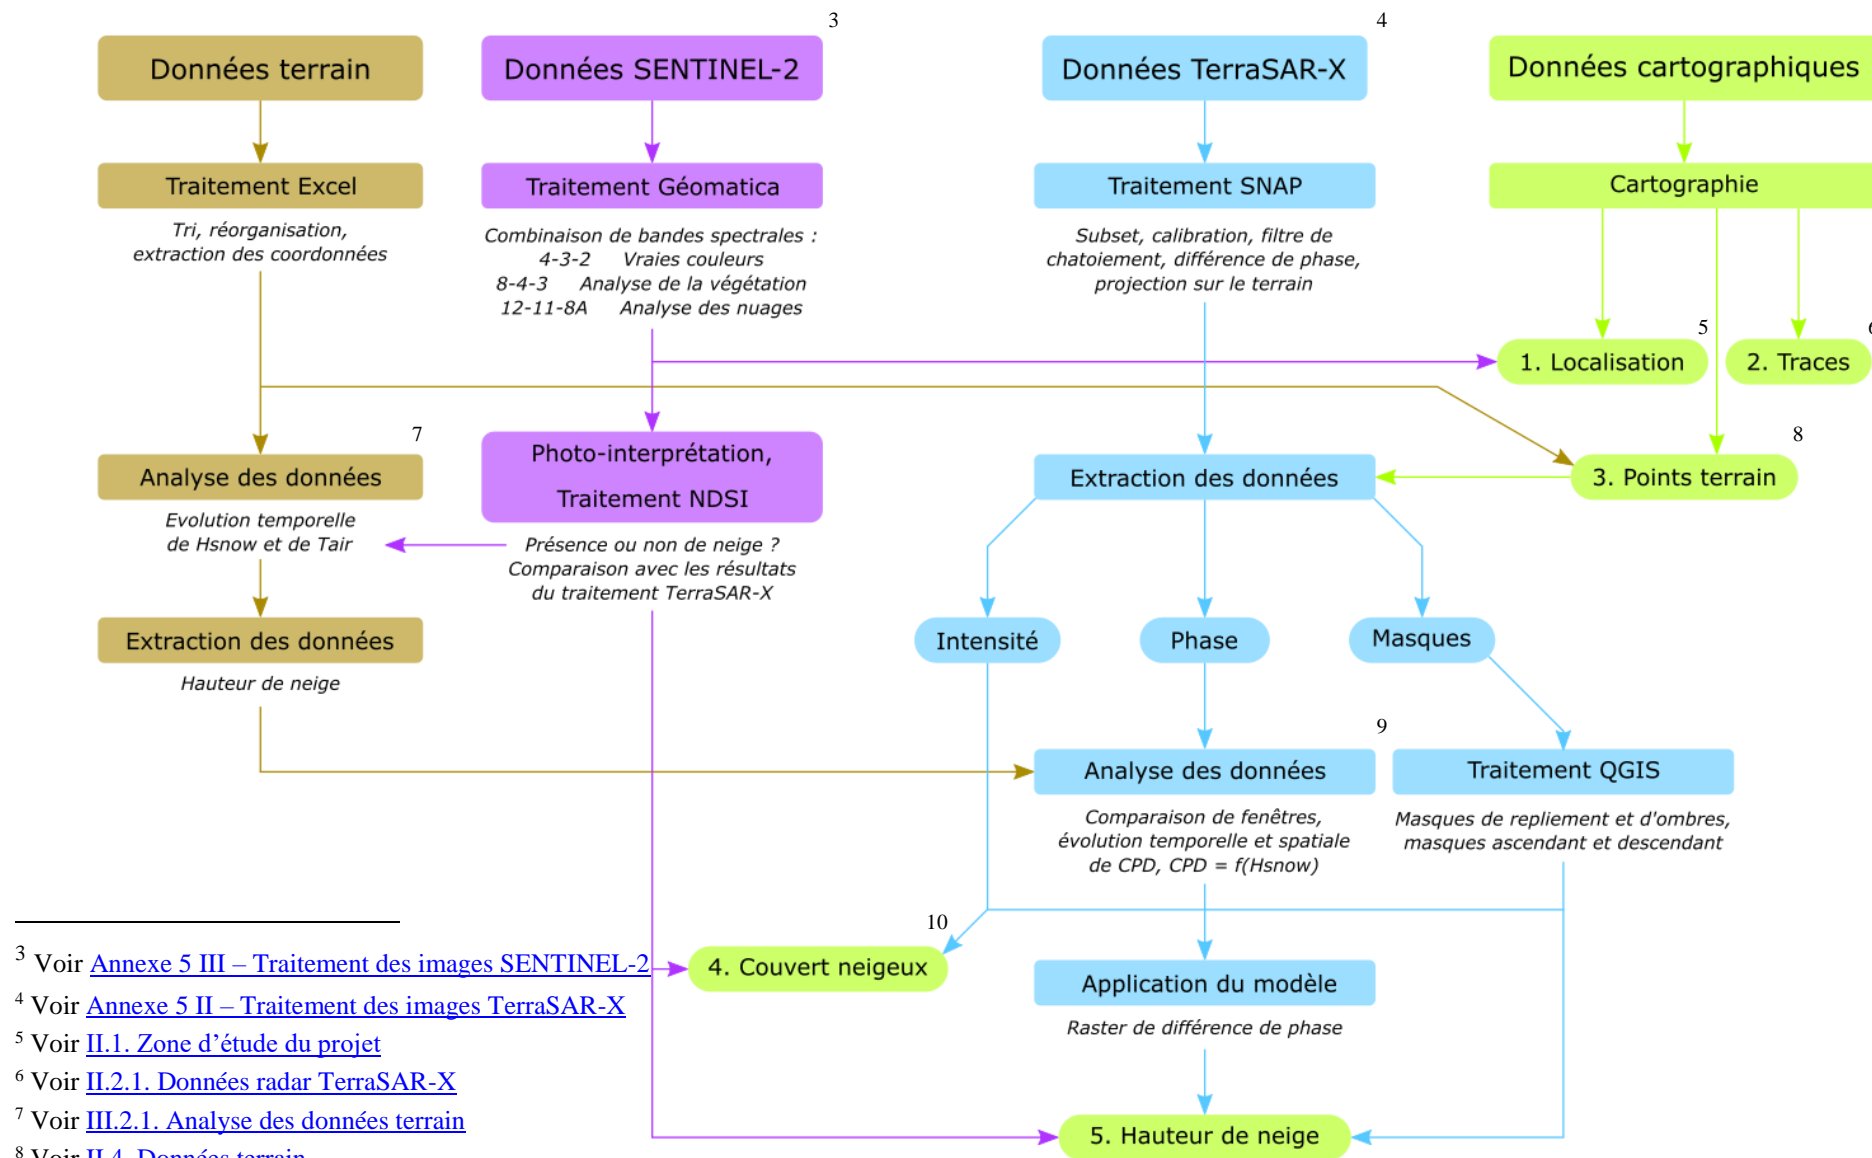 3
4
Données terrain
Données SENTINEL-2
Données TerraSAR-X
Données cartographiques
Traitement Excel
Traitement Géomatica
Traitement SNAP
Cartographie
Tri, réorganisation,
extraction des coordonnées
Combinaison de bandes spectrales :
4-3-2 Vraies couleurs
8-4-3 Analyse de la végétation
12-11-8A Analyse des nuages
Subset, calibration, filtre de
chatoiement, différence de phase,
projection sur le terrain
5
6
1. Localisation
2. Traces
7
8
Analyse des données
Photo-interprétation,
Traitement NDSI
Extraction des données
3. Points terrain
Evolution temporelle
de Hsnow et de Tair
Présence ou non de neige ?
Comparaison avec les résultats
du traitement TerraSAR-X
Extraction des données
Intensité
Phase
Masques
Hauteur de neige
9
Analyse des données
Traitement QGIS
Comparaison de fenêtres,
évolution temporelle et spatiale
de CPD, CPD = f(Hsnow)
Masques de repliement et d'ombres,
masques ascendant et descendant
10
4. Couvert neigeux
Application du modèle
Raster de différence de phase
5. Hauteur de neige
3 Voir Annexe 5 III – Traitement des images SENTINEL-2
4 Voir Annexe 5 II – Traitement des images TerraSAR-X
5 Voir II.1. Zone d’étude du projet
6 Voir II.2.1. Données radar TerraSAR-X
7 Voir III.2.1. Analyse des données terrain
8 Voir II.4. Données terrain